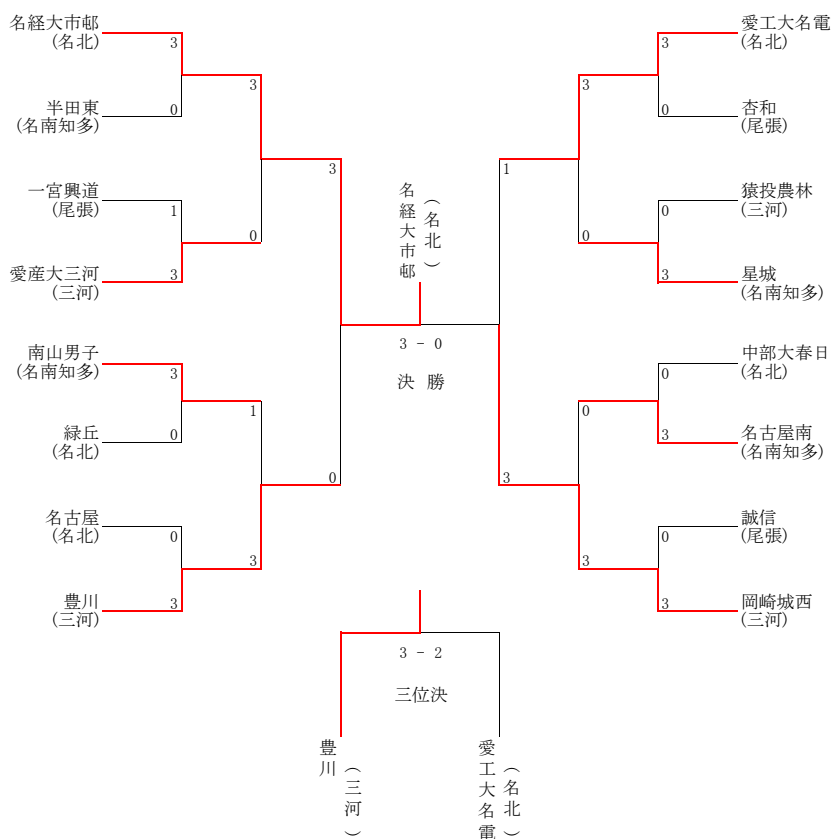 名経大市邨
(名北)
3
半田東
(名南知多)
0
3
一宮興道
(尾張)
1
愛産大三河
(三河)
3
0
3
南山男子
(名南知多)
3
緑丘
(名北)
0
1
名古屋
(名北)
0
豊川
(三河)
3
3
0
名経大市邨
(名北)
3 - 0
決 勝
愛工大名電
(名北)
3
杏和
(尾張)
0
3
猿投農林
(三河)
0
星城
(名南知多)
3
0
1
中部大春日
(名北)
0
名古屋南
(名南知多)
3
0
誠信
(尾張)
0
岡崎城西
(三河)
3
3
3
3 - 2
三位決
豊川
(三河)
愛工大名電
(名北)